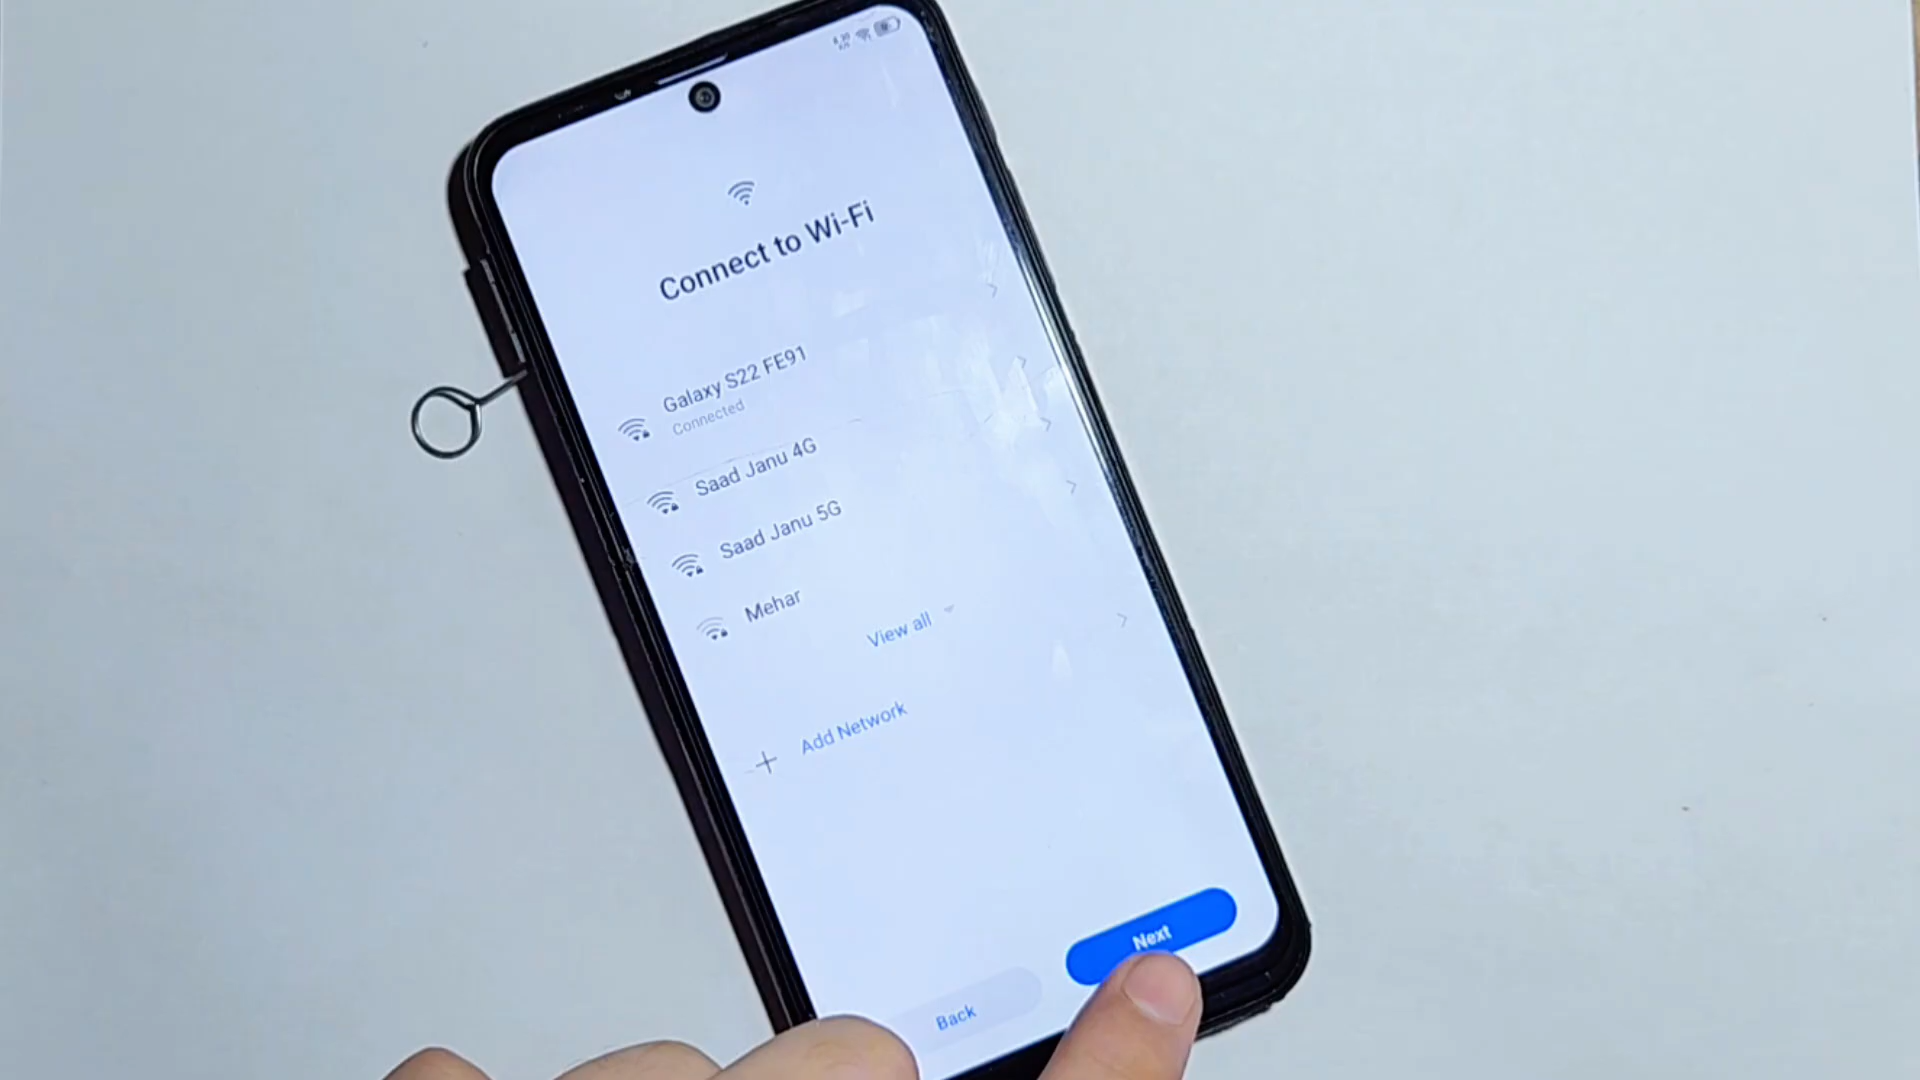 Connect to Wi-Fi
Galaxy S22 FE91
Connected
Saad Janu 4G
Saad Janu 5G
Mehar
View all
Add Network
Next
Back